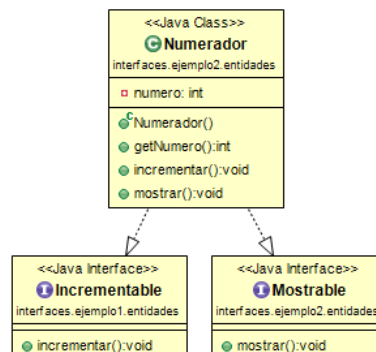 <<Java Class>>
Numerador
interfaces.ejemplo2.entidades
numero: int
Numerador()
getNumero():int
incrementar():void
mostrar():void
<<Java Interface>>
Incrementable
interfaces.ejemplo1.entidades
incrementar():void
<<Java Interface>>
Mostrable
interfaces.ejemplo2.entidades
mostrar():void